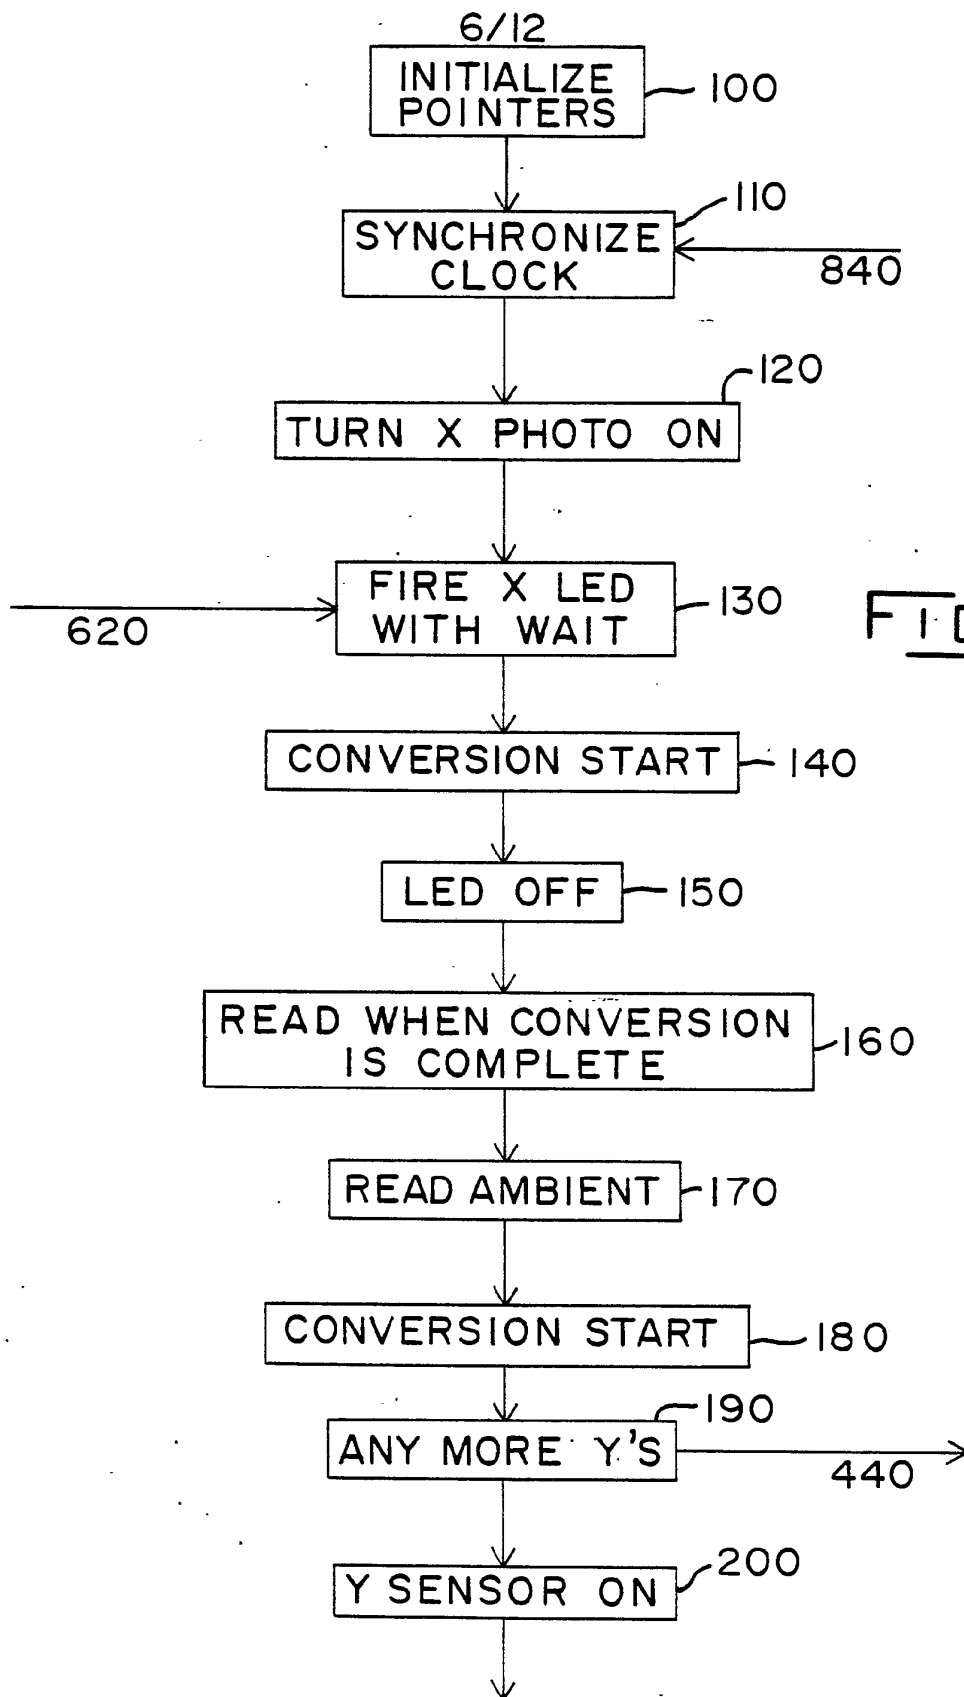 6/12
INITIALIZE
POINTERS
100
110
SYNCHRONIZE
CLOCK
840
120
TURN X PHOTO ON
FIRE X LED
WITH WAIT
130
620
CONVERSION START
140
LED OFF
150
READ WHEN CONVERSION
IS COMPLETE
160
READ AMBIENT
170
CONVERSION START
180
190
ANY MORE Y'S
440
200
Y SENSOR ON